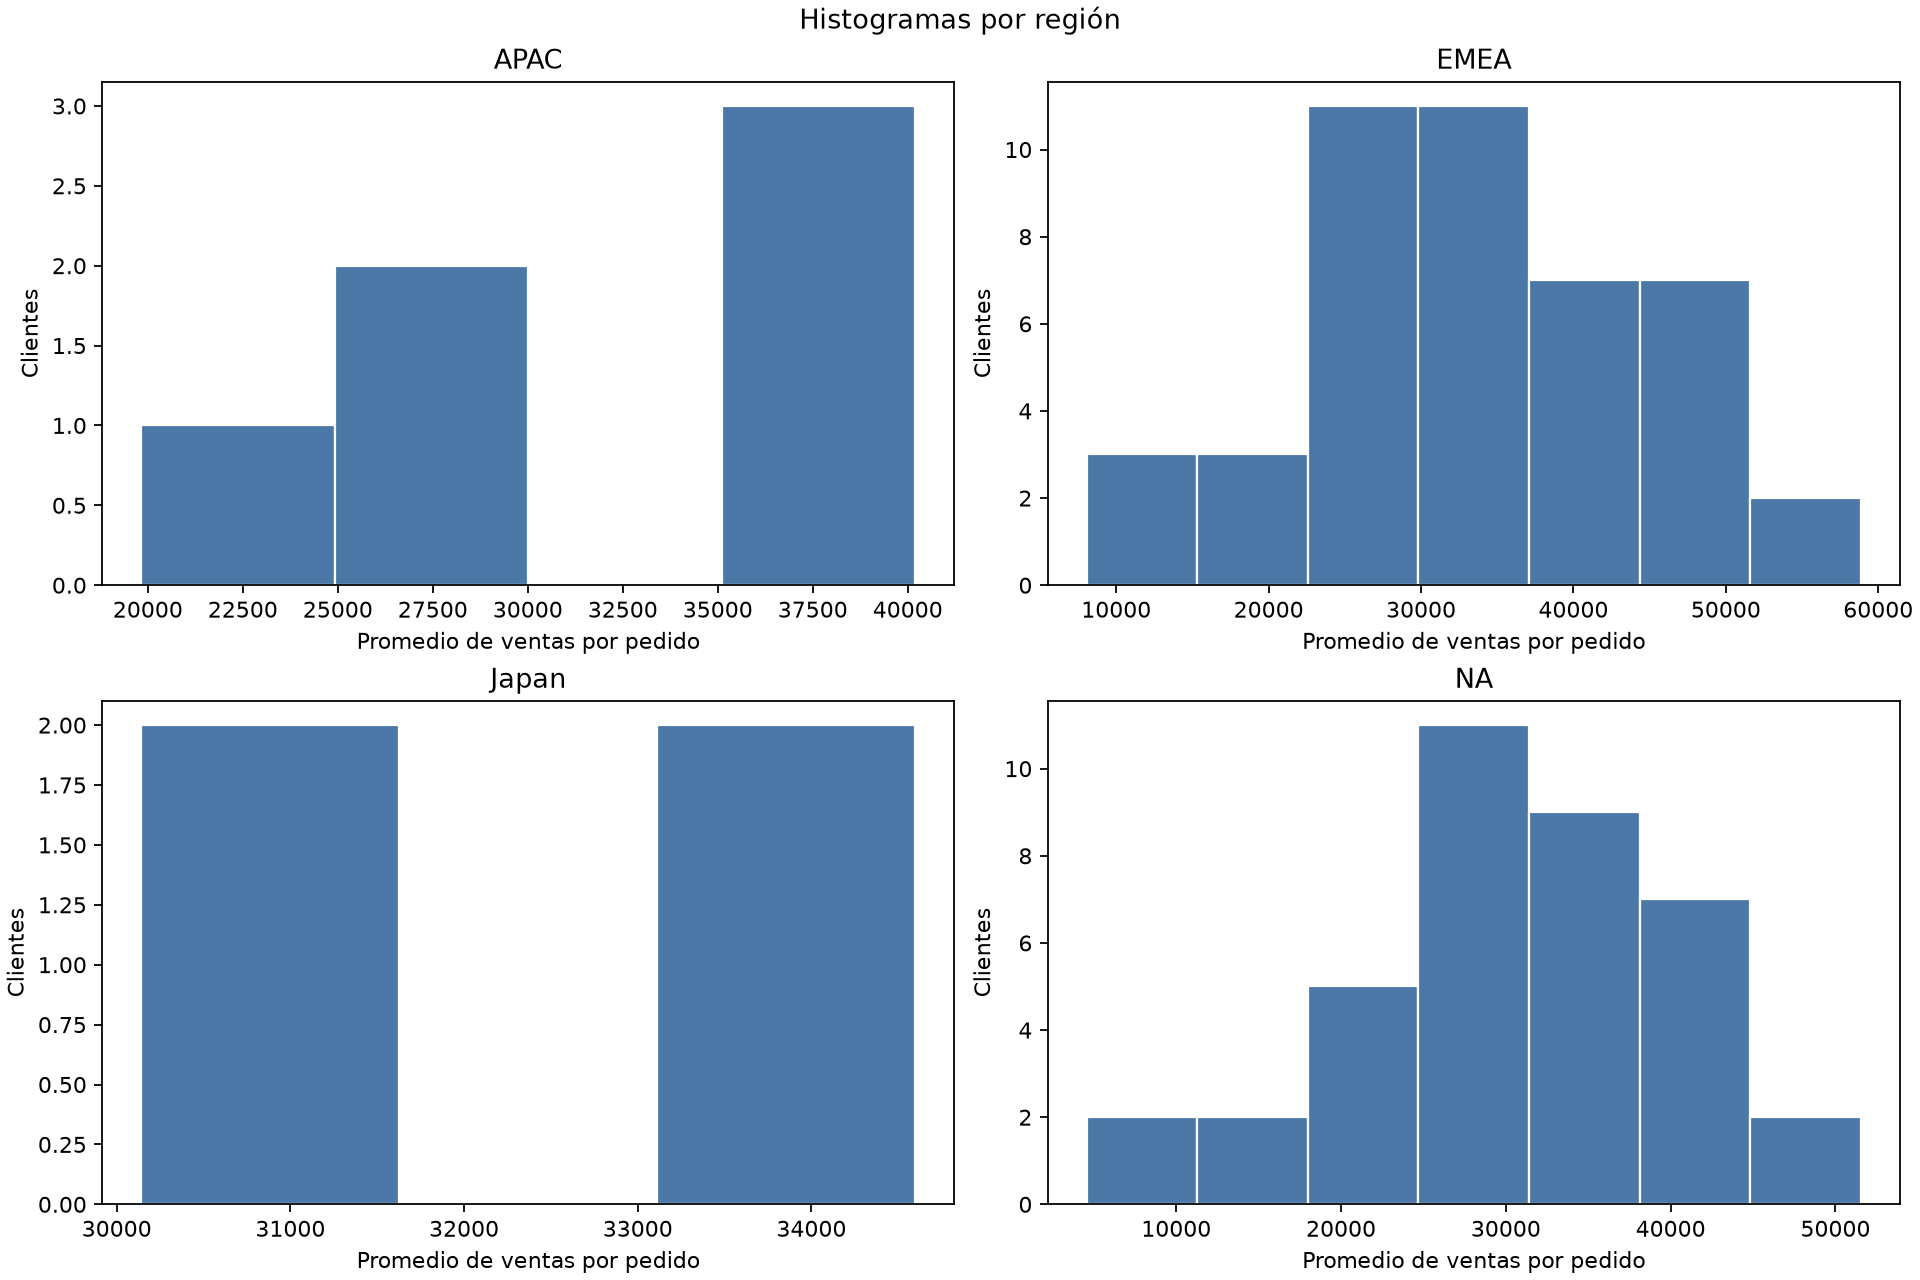 Histogramas por región
APAC
3.0
2.5
2.0
1.5
1.0
0.5
0.0
Clientes
20000 22500 25000 27500 30000 32500 35000 37500 40000
Promedio de ventas por pedido
EMEA
10
8
6
4
2
0
Clientes
10000 20000 30000 40000 50000 60000
Promedio de ventas por pedido
Japan
2.00
1.75
1.50
1.25
1.00
0.75
0.50
0.25
0.00
Clientes
30000 31000 32000 33000 34000
Promedio de ventas por pedido
NA
10
8
6
4
2
0
Clientes
10000 20000 30000 40000 50000
Promedio de ventas por pedido